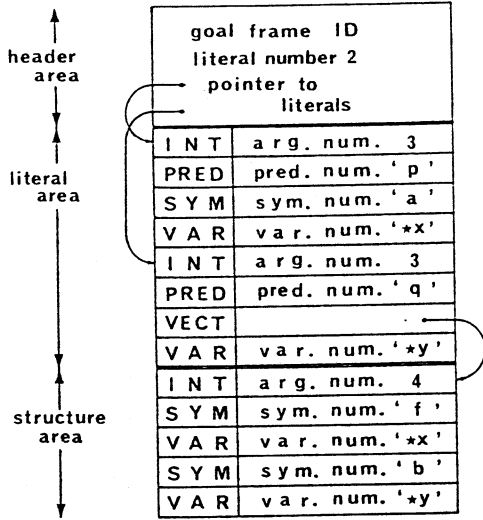 goal frame ID
literal number 2
pointer to
literals
header
area
literal
area
structure
area
INT arg. num. 3
PRED pred. num. ‘p’
SYM sym. num. ‘a’
VAR var. num. ‘*x’
INT arg. num. 3
PRED pred. num. ‘q’
VECT
VAR var. num. ‘*y’
INT arg. num. 4
SYM sym. num. ‘f’
VAR var. num. ‘*x’
SYM sym. num. ‘b’
VAR var. num. ‘*y’